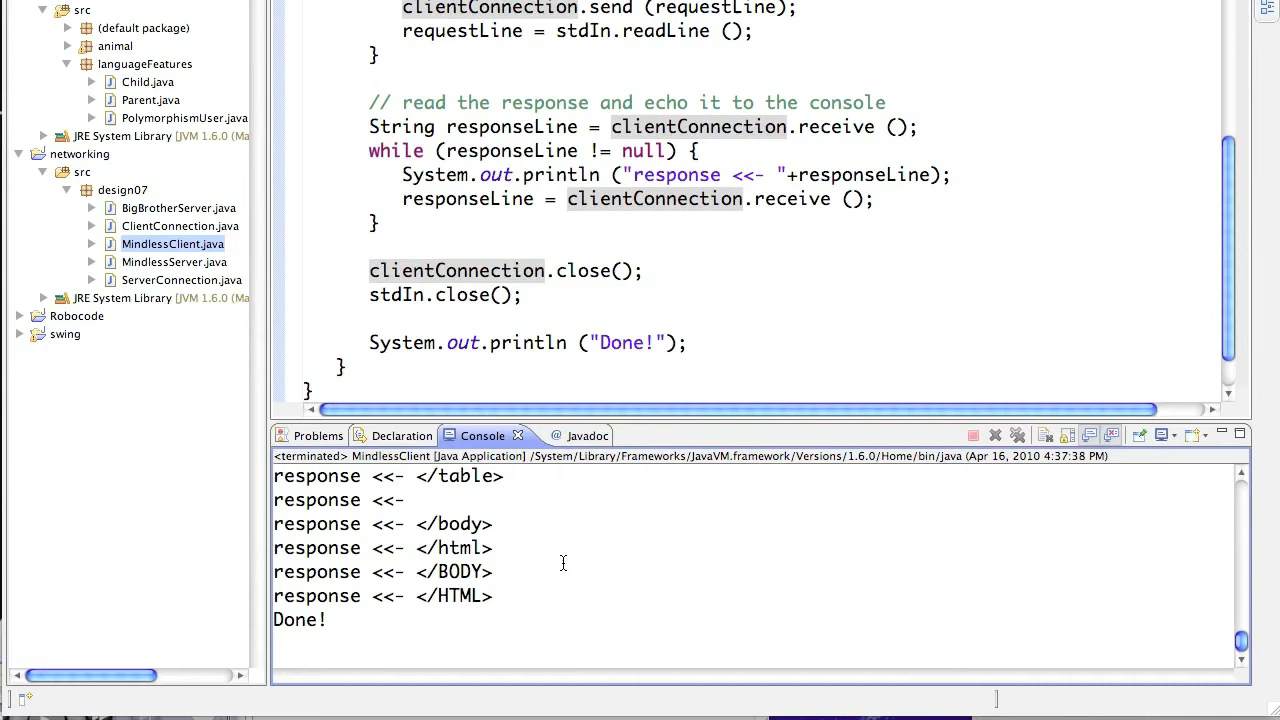 src
(default package)
animal
languageFeatures
Child.java
Parent.java
PolymorphismUser.java
JRE System Library [JVM 1.6.0 (Ma
networking
src
design07
BigBrotherServer.java
ClientConnection.java
MindlessClient.java
MindlessServer.java
ServerConnection.java
JRE System Library [JVM 1.6.0 (Ma
Robocode
swing
clientConnection.send (requestLine);
requestLine = stdIn.readLine ();
}
// read the response and echo it to the console
String responseLine = clientConnection.receive ();
while (responseLine != null) {
System.out.println ("response <<- "+responseLine);
responseLine = clientConnection.receive ();
}
clientConnection.close();
stdIn.close();
System.out.println ("Done!");
}
}
Problems Declaration Console Javadoc
<terminated> MindlessClient [Java Application] /System/Library/Frameworks/JavaVM.framework/Versions/1.6.0/Home/bin/java (Apr 16, 2010 4:37:38 PM)
response <<- </table>
response <<-
response <<- </body>
response <<- </html>
response <<- </BODY>
response <<- </HTML>
Done!